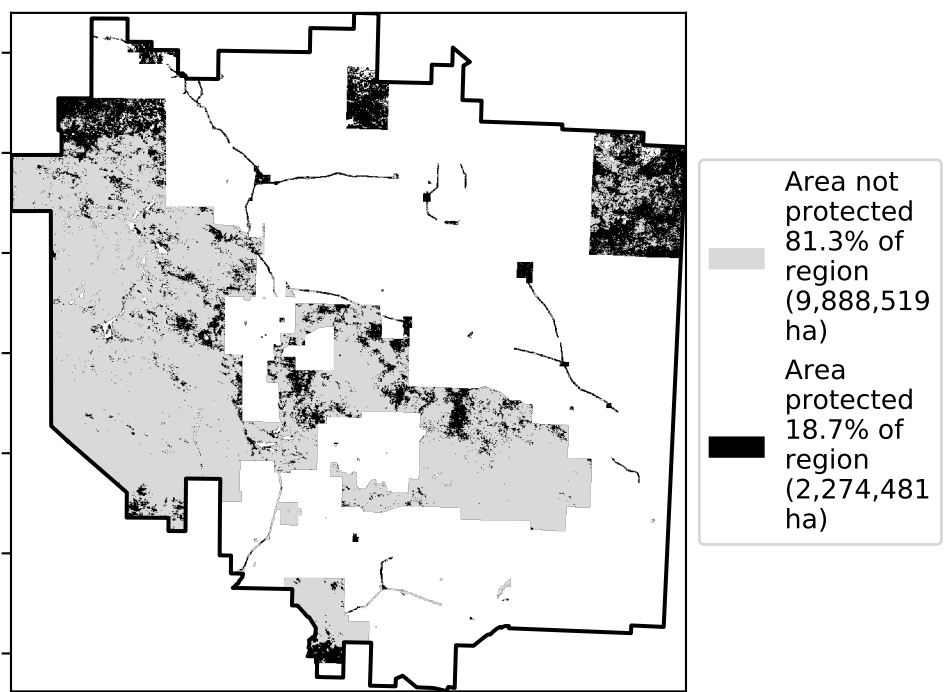 Area not
protected
81.3% of
region
(9,888,519
ha)
Area
protected
18.7% of
region
(2,274,481
ha)